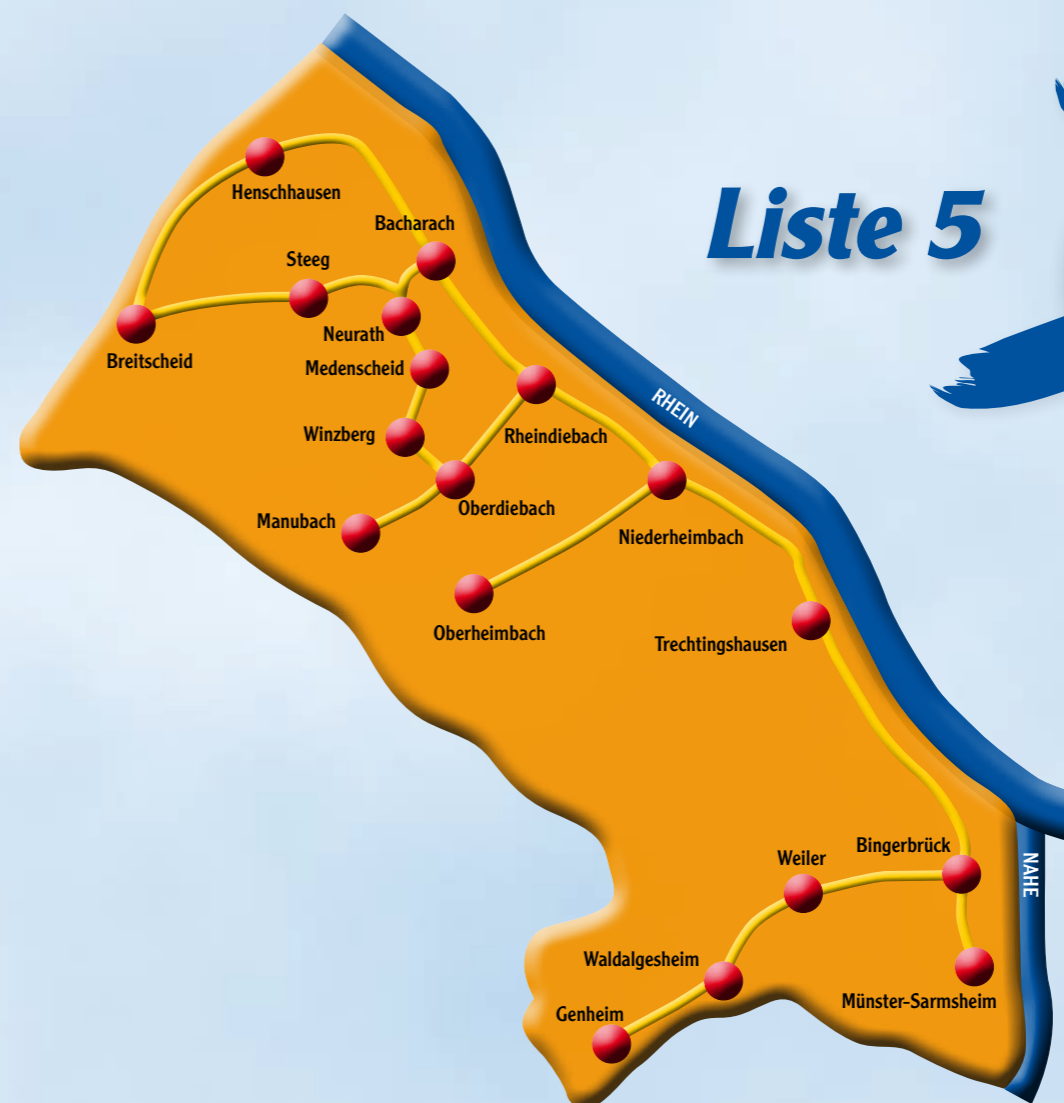 Liste 5
Henschhausen
Bacharach
Steeg
Neurath
Breitscheid
Medenscheid
RHEIN
Winzberg
Rheindiebach
Oberdiebach
Manubach
Niederheimbach
Oberheimbach
Trechtingshausen
Bingerbrück
Weiler
NAHE
Waldalgesheim
Münster-Sarmsheim
Genheim